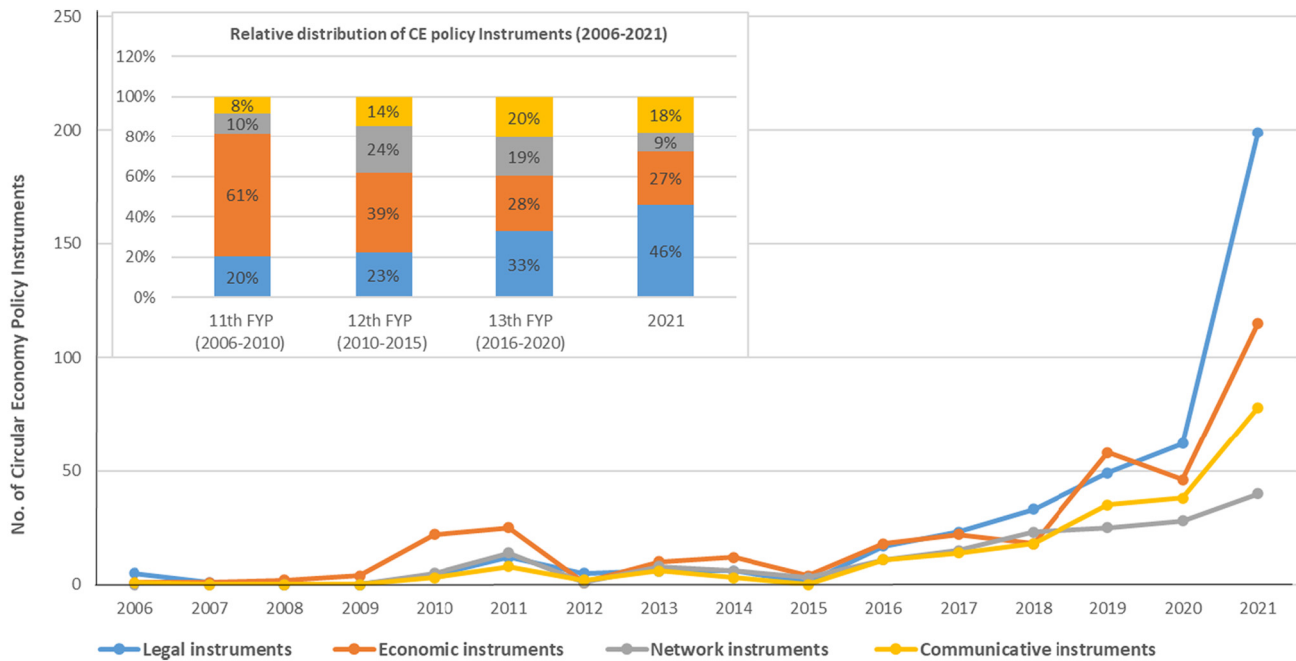 250
200
150
100
50
0
No. of Circular Economy Policy Instruments
Relative distribution of CE policy Instruments (2006-2021)
120%
100%
80%
60%
40%
20%
0%
8% 14% 20% 18%
10% 24% 19% 9%
61% 39% 28% 27%
20% 23% 33% 46%
11th FYP 12th FYP 13th FYP 2021
(2006-2010) (2010-2015) (2016-2020)
2006 2007 2008 2009 2010 2011 2012 2013 2014 2015 2016 2017 2018 2019 2020 2021
Legal instruments Economic instruments Network instruments Communicative instruments